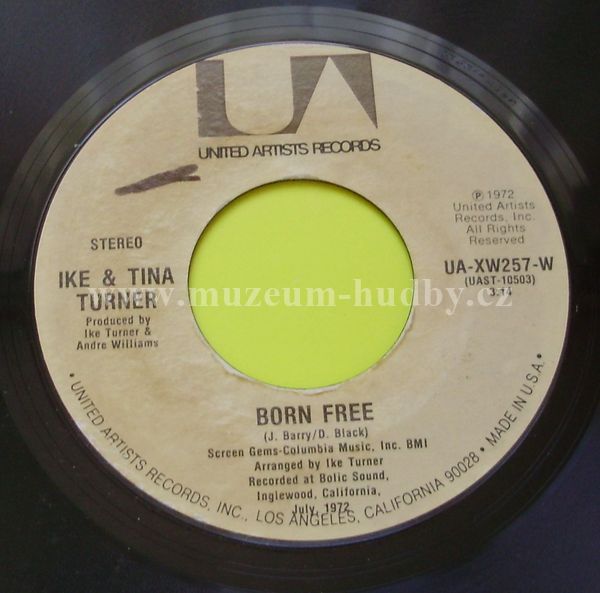 UA
UNITED ARTISTS RECORDS
℗ 1972
United Artists
Records, Inc.
All Rights
Reserved
STEREO
UA-XW257-W
(UAST-10503)
3:14
IKE & TINA
TURNER
Produced by
Ike Turner &
Andre Williams
www.muzeum-hudby.cz
BORN FREE
(J. Barry/D. Black)
Screen Gems-Columbia Music, Inc. BMI
Arranged by Ike Turner
Recorded at Bolic Sound,
Inglewood, California,
July, 1972
• UNITED ARTISTS RECORDS, INC., LOS ANGELES, CALIFORNIA 90028 • MADE IN U.S.A. •